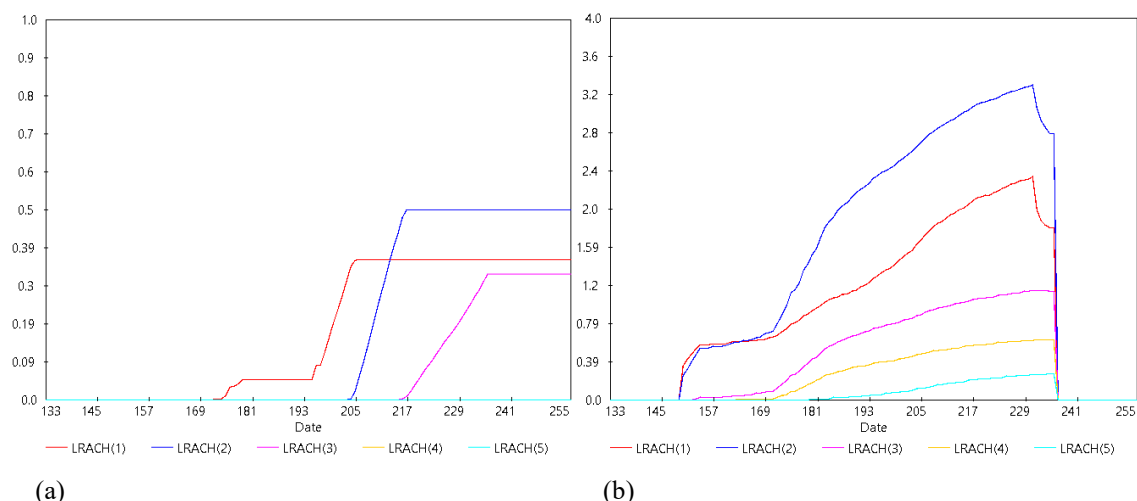 1.0
0.9
0.8
0.7
0.6
0.5
0.39
0.3
0.19
0.09
0.0
133 145 157 169 181 193 205 217 229 241 255
Date
LRACH(1) LRACH(2) LRACH(3) LRACH(4) LRACH(5)
(a)
4.0
3.6
3.2
2.8
2.4
2.0
1.59
1.2
0.79
0.39
0.0
133 145 157 169 181 193 205 217 229 241 255
Date
LRACH(1) LRACH(2) LRACH(3) LRACH(4) LRACH(5)
(b)